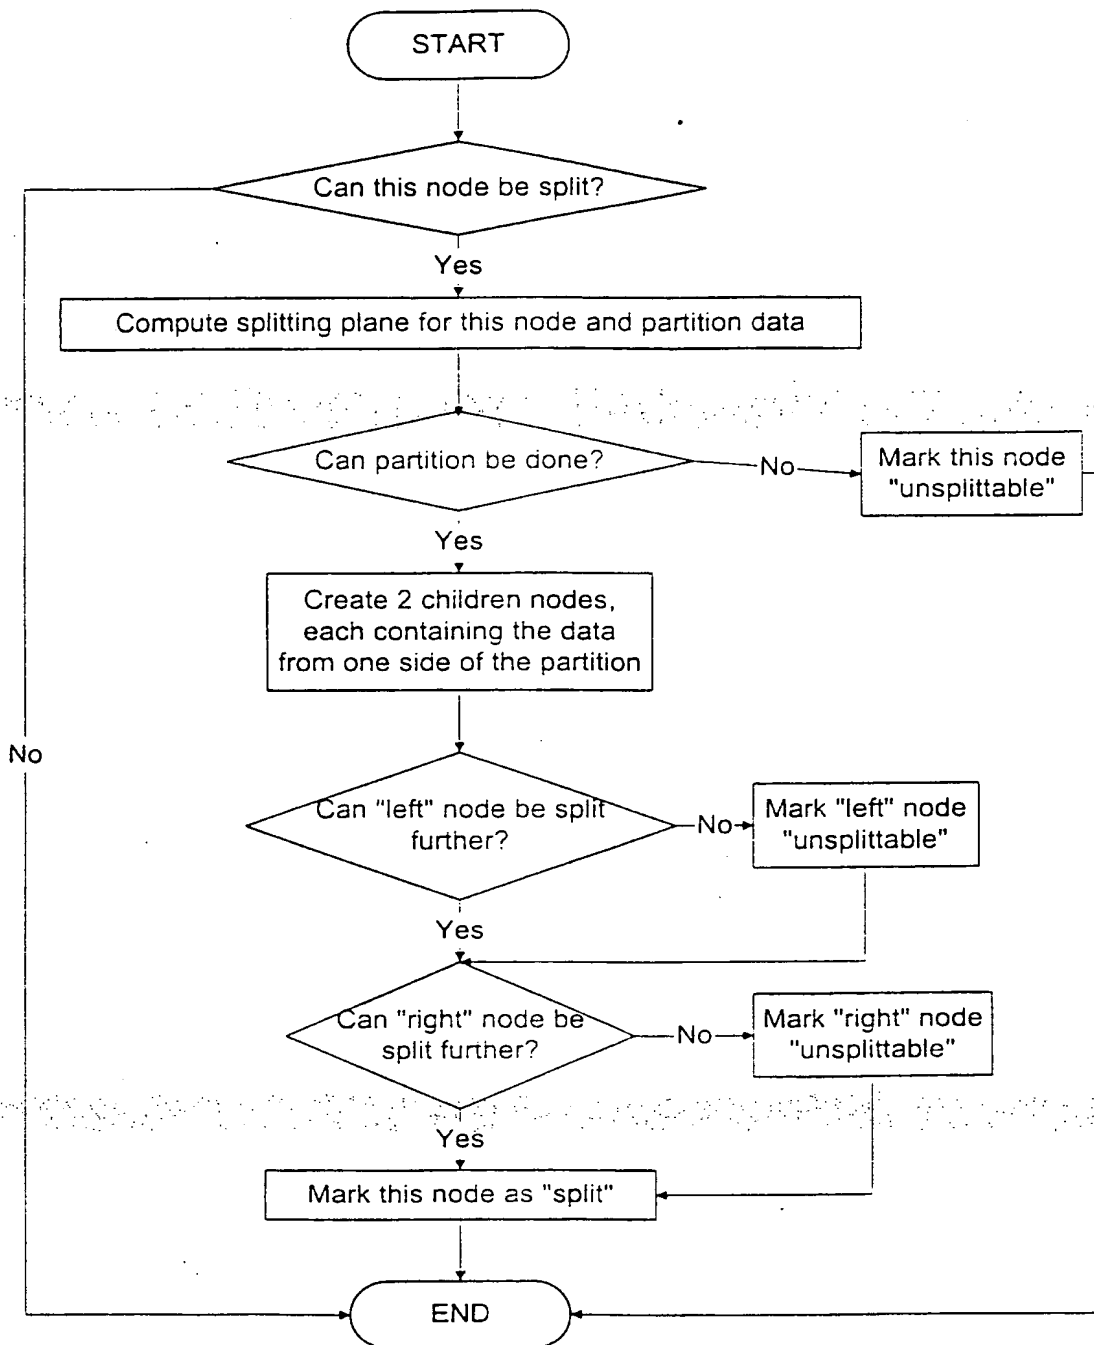 START
Can this node be split?
Yes
Compute splitting plane for this node and partition data
Can partition be done?
No
Mark this node
"unsplittable"
Yes
Create 2 children nodes,
each containing the data
from one side of the partition
No
Can "left" node be split
further?
No
Mark "left" node
"unsplittable"
Yes
Can "right" node be
split further?
No
Mark "right" node
"unsplittable"
Yes
Mark this node as "split"
END